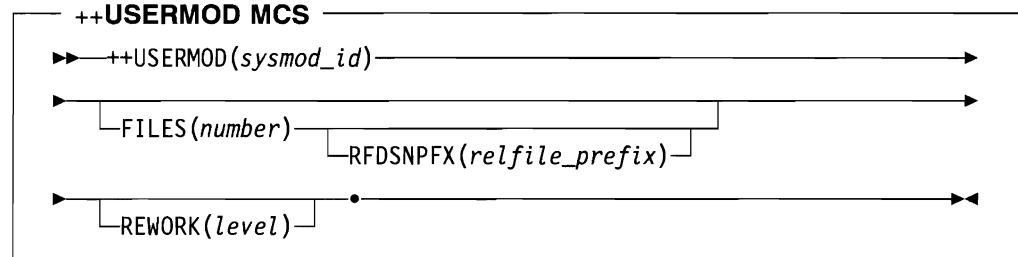 ++USERMOD MCS
++USERMOD(sysmod_id)
FILES(number)
RFDSNPFX(relfile_prefix)
REWORK(level)